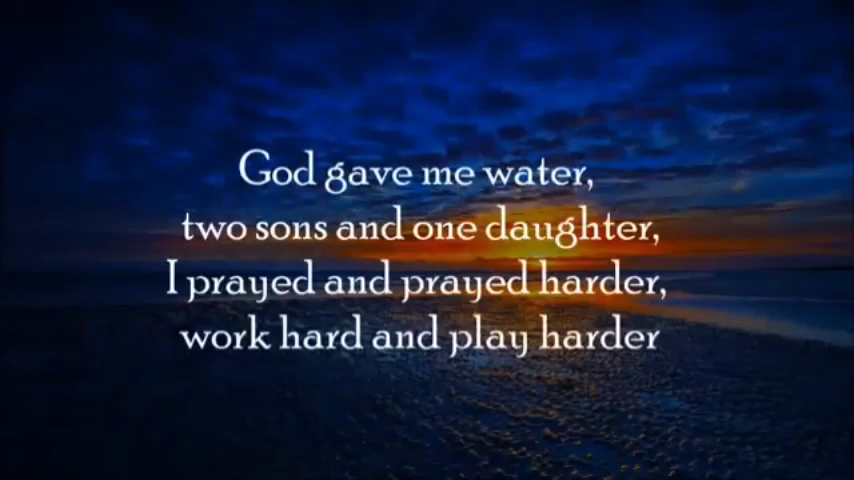 God gave me water,
two sons and one daughter,
I prayed and prayed harder,
work hard and play harder